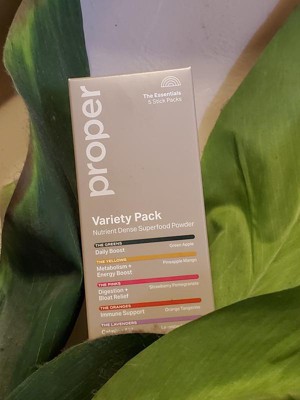 proper
The Essentials
5 Stick Packs
Variety Pack
Nutrient Dense Superfood Powder
THE GREENS
Daily Boost
Green Apple
THE YELLOWS
Metabolism +
Energy Boost
Pineapple Mango
THE PINKS
Digestion +
Bloat Relief
Strawberry Pomegranate
THE ORANGES
Immune Support
Orange Tangerine
THE LAVENDERS